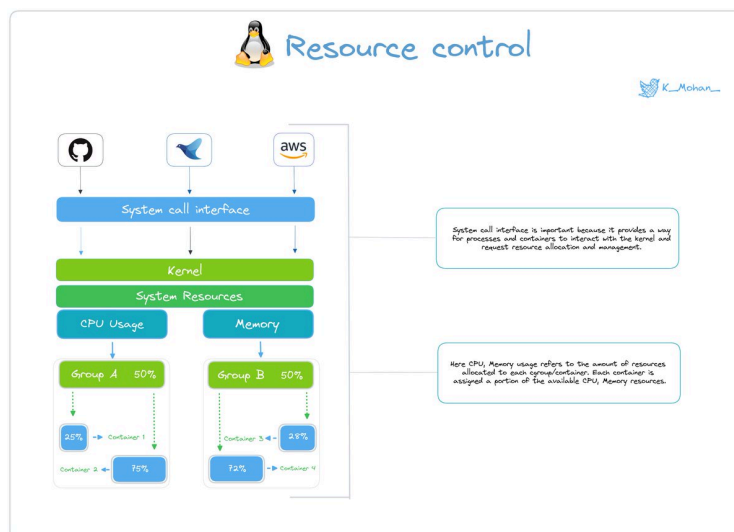 Resource control
K_Mohan_
aws
System call interface
Kernel
System Resources
CPU Usage
Memory
Group A 50%
Group B 50%
25%
Container 1
Container 2
75%
Container 3
28%
72%
Container 4
System call interface is important because it provides a way
for processes and containers to interact with the kernel and
request resource allocation and management.
Here CPU, Memory usage refers to the amount of resources
allocated to each cgroup/container. Each container is
assigned a portion of the available CPU, Memory resources.